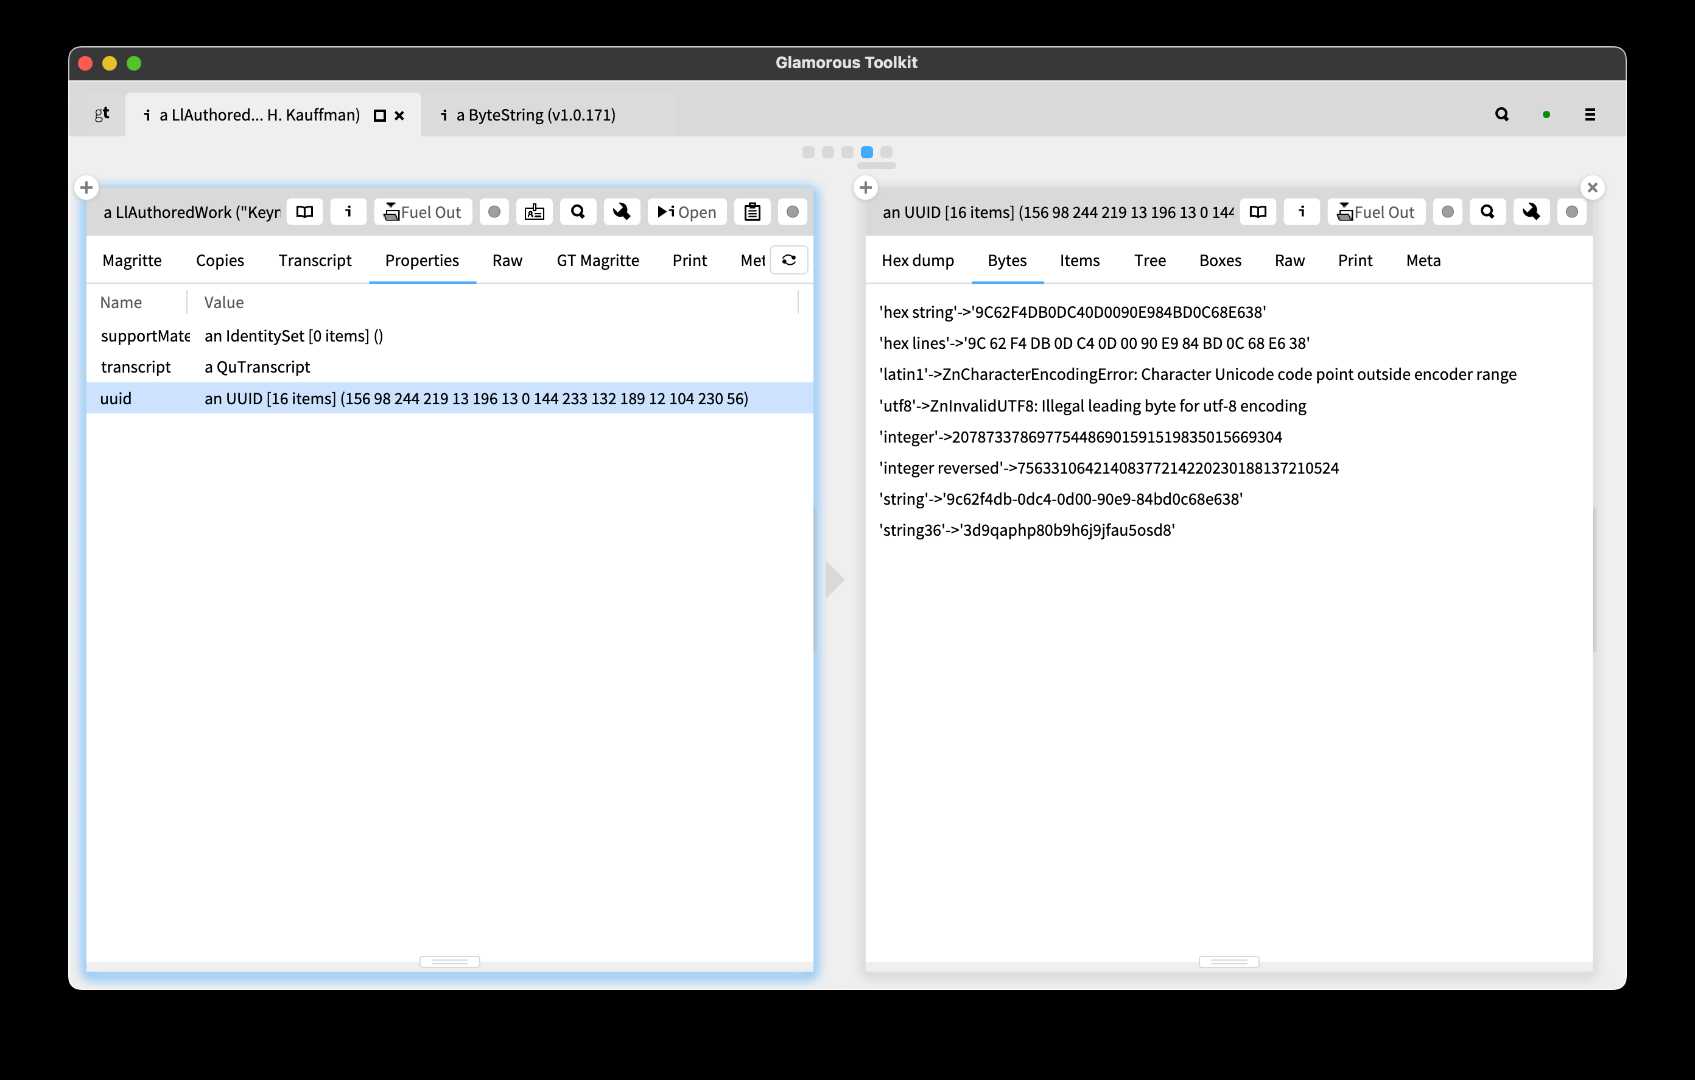 Glamorous Toolkit
gt
i a LlAuthored... H. Kauffman)
i a ByteString (v1.0.171)
a LlAuthoredWork ("Keyn
i
Fuel Out
i Open
Magritte Copies Transcript Properties Raw GT Magritte Print Met
Name Value
supportMate an IdentitySet [0 items] ()
transcript a QuTranscript
uuid an UUID [16 items] (156 98 244 219 13 196 13 0 144 233 132 189 12 104 230 56)
an UUID [16 items] (156 98 244 219 13 196 13 0 144
i
Fuel Out
Hex dump Bytes Items Tree Boxes Raw Print Meta
'hex string'->'9C62F4DB0DC40D0090E984BD0C68E638'
'hex lines'->'9C 62 F4 DB 0D C4 0D 00 90 E9 84 BD 0C 68 E6 38'
'latin1'->ZnCharacterEncodingError: Character Unicode code point outside encoder range
'utf8'->ZnInvalidUTF8: Illegal leading byte for utf-8 encoding
'integer'->207873378697754486901591519835015669304
'integer reversed'->75633106421408377214220230188137210524
'string'->'9c62f4db-0dc4-0d00-90e9-84bd0c68e638'
'string36'->'3d9qaphp80b9h6j9jfau5osd8'